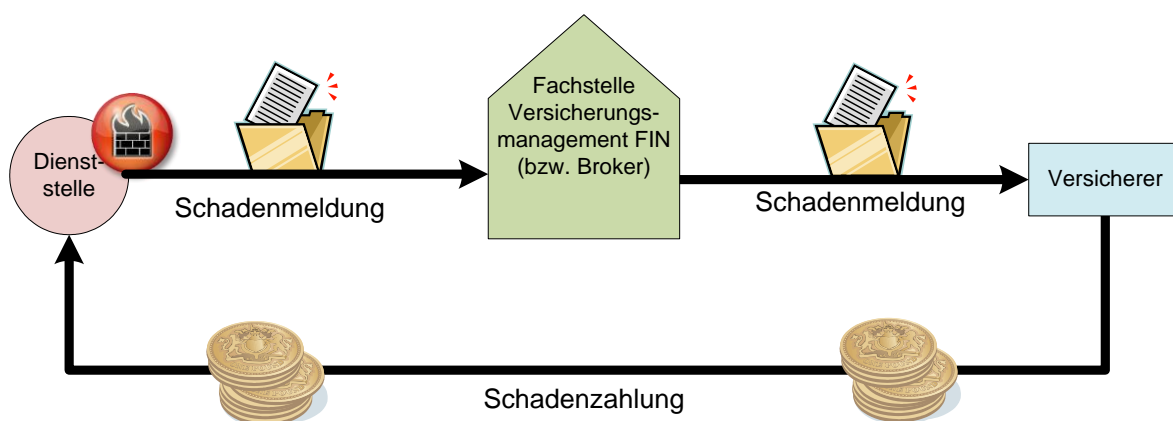 Fachstelle
Versicherungs-
management FIN
(bzw. Broker)
Dienst-
stelle
Versicherer
Schadenmeldung
Schadenmeldung
Schadenzahlung